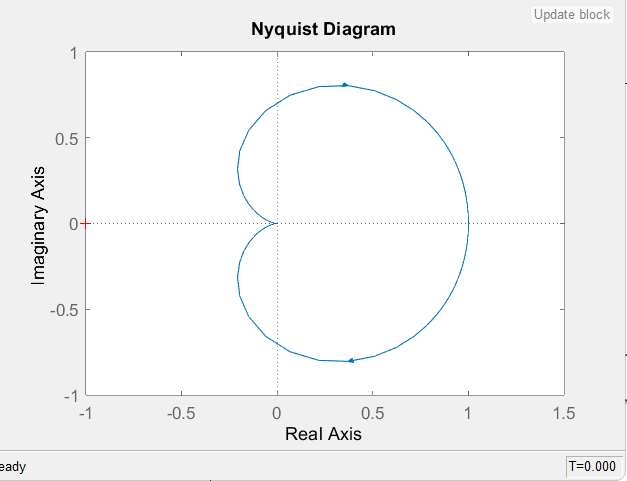 Update block
Nyquist Diagram
1
0.5
0
-0.5
-1
Imaginary Axis
-1 -0.5 0 0.5 1 1.5
Real Axis
eady T=0.000